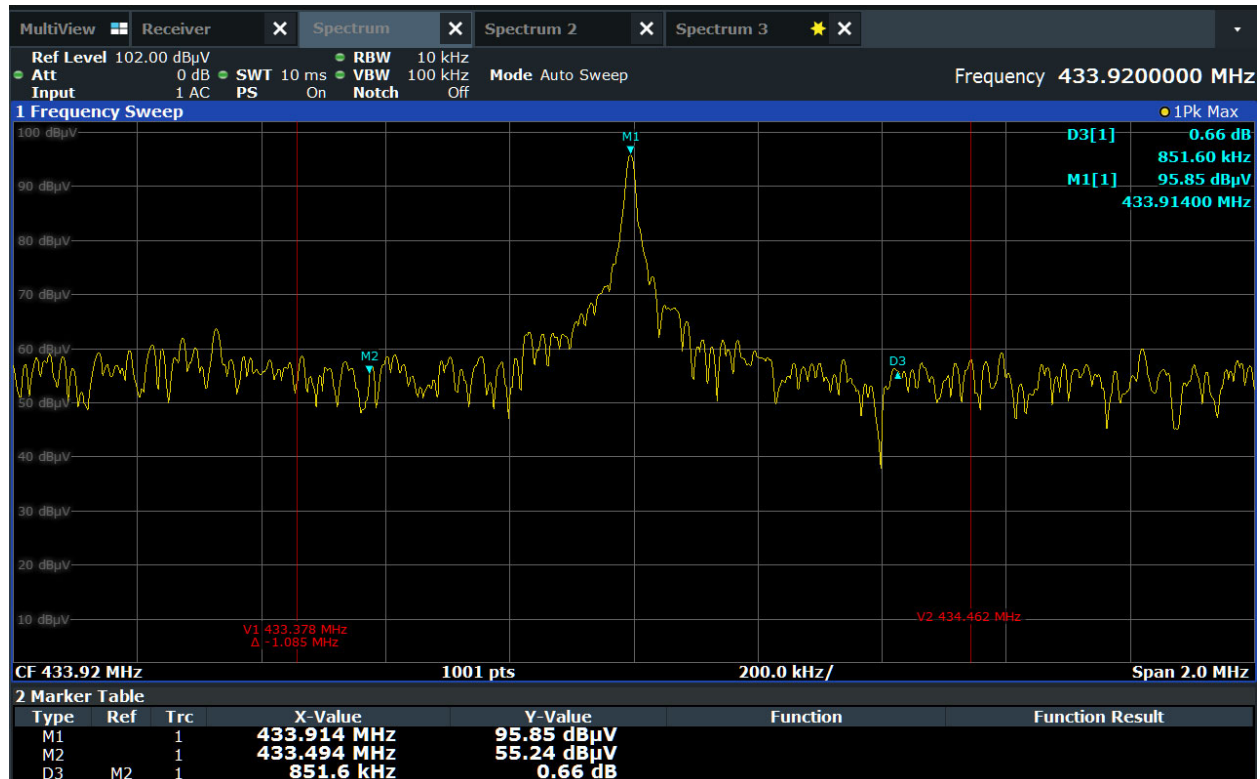 MultiView Receiver X Spectrum X Spectrum 2 X Spectrum 3 X
Ref Level 102.00 dBµV RBW 10 kHz
Att 0 dB SWT 10 ms VBW 100 kHz Mode Auto Sweep Frequency 433.9200000 MHz
Input 1 AC PS On Notch Off
1 Frequency Sweep 1Pk Max
100 dBµV M1 D3[1] 0.66 dB
851.60 kHz
90 dBµV M1[1] 95.85 dBµV
433.91400 MHz
80 dBµV
70 dBµV
60 dBµV M2 D3
50 dBµV
40 dBµV
30 dBµV
20 dBµV
10 dBµV V2 434.462 MHz
V1 433.378 MHz
Δ -1.085 MHz
CF 433.92 MHz 1001 pts 200.0 kHz/ Span 2.0 MHz
2 Marker Table
Type Ref Trc X-Value Y-Value Function Function Result
M1 1 433.914 MHz 95.85 dBµV
M2 1 433.494 MHz 55.24 dBµV
D3 M2 1 851.6 kHz 0.66 dB